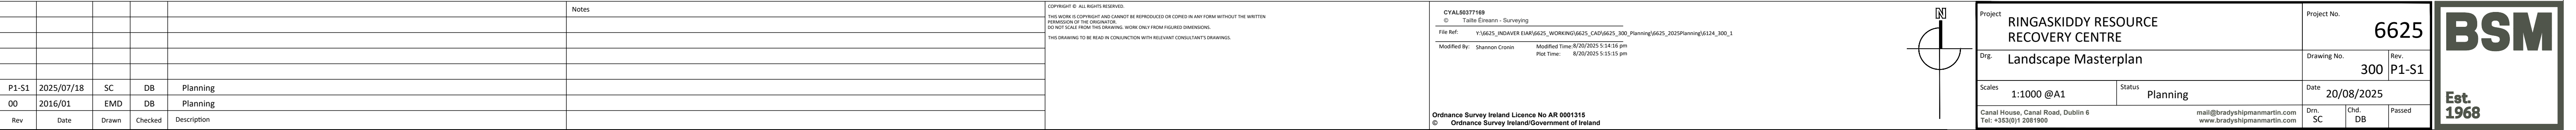 P1-S1 2025/07/18 SC DB Planning
00 2016/01 EMD DB Planning
Rev Date Drawn Checked Description
Notes
COPYRIGHT © ALL RIGHTS RESERVED.
THIS WORK IS COPYRIGHT AND CANNOT BE REPRODUCED OR COPIED IN ANY FORM WITHOUT THE WRITTEN
PERMISSION OF THE ORIGINATOR.
DO NOT SCALE FROM THIS DRAWING. WORK ONLY FROM FIGURED DIMENSIONS.
THIS DRAWING TO BE READ IN CONJUNCTION WITH RELEVANT CONSULTANT'S DRAWINGS.
CYAL50377169
© Tailte Éireann - Surveying
File Ref: Y:\6625_INDAVER EIAR\6625_WORKING\6625_CAD\6625_300_Planning\6625_2025Planning\6124_300_1
Modified By: Shannon Cronin Modified Time: 8/20/2025 5:14:16 pm
Plot Time: 8/20/2025 5:15:15 pm
Ordnance Survey Ireland Licence No AR 0001315
© Ordnance Survey Ireland/Government of Ireland
N
Project
RINGASKIDDY RESOURCE
RECOVERY CENTRE
Drg.
Landscape Masterplan
Scales 1:1000 @A1 Status Planning
Canal House, Canal Road, Dublin 6 mail@bradyshipmanmartin.com
Tel: +353(0)1 2081900 www.bradyshipmanmartin.com
Project No.
6625
Drawing No. Rev.
300 P1-S1
Date
20/08/2025
Drn. Chd. Passed
SC DB
BSM
Est.
1968